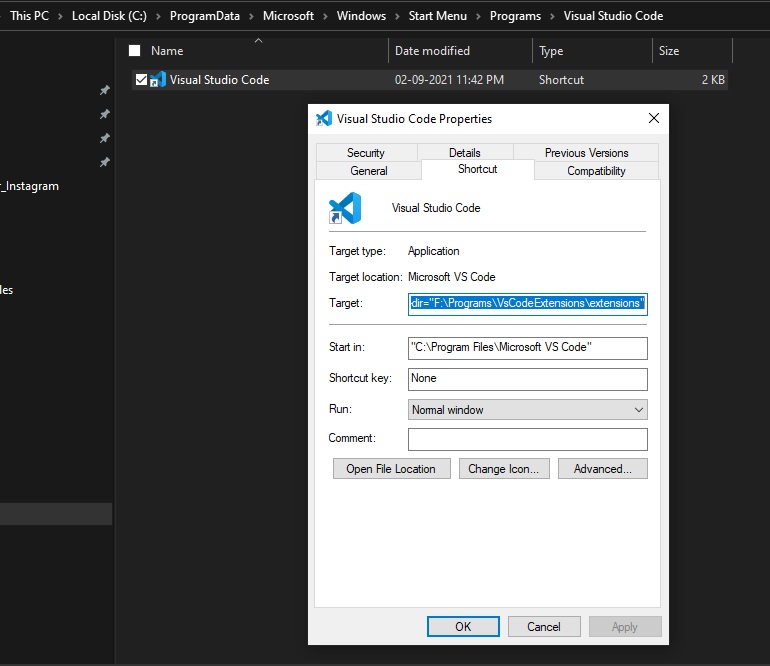 This PC > Local Disk (C:) > ProgramData > Microsoft > Windows > Start Menu > Programs > Visual Studio Code
Name Date modified Type Size
Visual Studio Code 02-09-2021 11:42 PM Shortcut 2 KB
_Instagram
les
Visual Studio Code Properties
Security Details Previous Versions
General Shortcut Compatibility
Visual Studio Code
Target type: Application
Target location: Microsoft VS Code
Target: -dir="F:\Programs\VsCodeExtensions\extensions"
Start in: "C:\Program Files\Microsoft VS Code"
Shortcut key: None
Run: Normal window
Comment:
Open File Location Change Icon... Advanced...
OK Cancel Apply